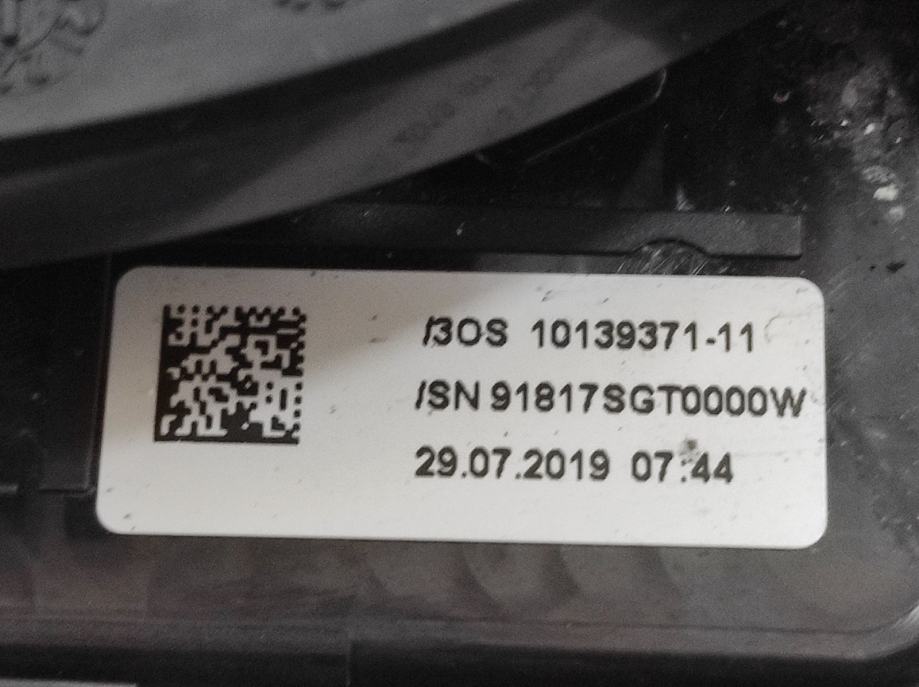 /3OS 10139371-11
/SN 91817SGT0000W
29.07.2019 07:44